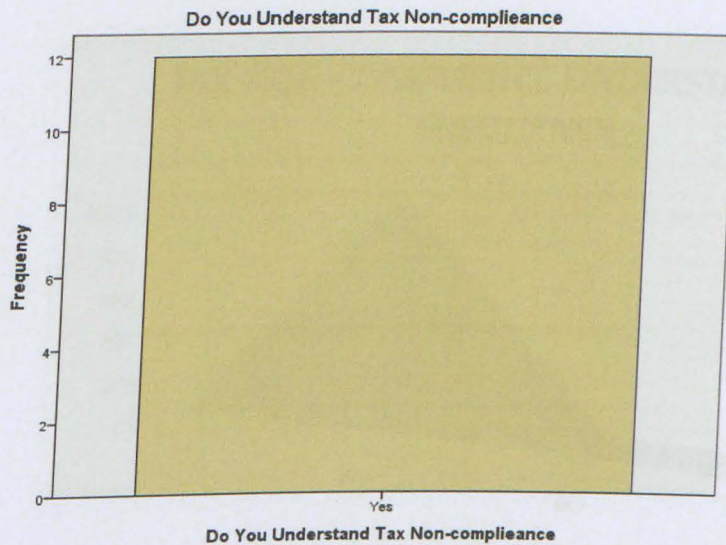 Do You Understand Tax Non-complieance
12
10
8
6
4
2
0
Frequency
Yes
Do You Understand Tax Non-complieance